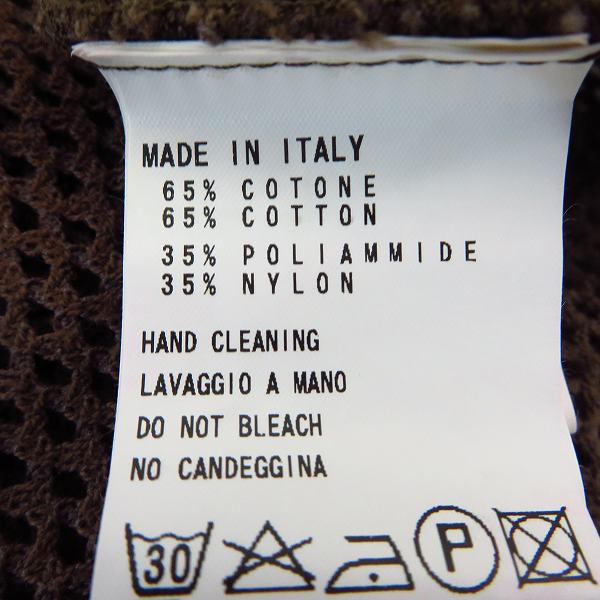 MADE IN ITALY
65% COTONE
65% COTTON
35% POLIAMMIDE
35% NYLON
HAND CLEANING
LAVAGGIO A MANO
DO NOT BLEACH
NO CANDEGGINA
30 P